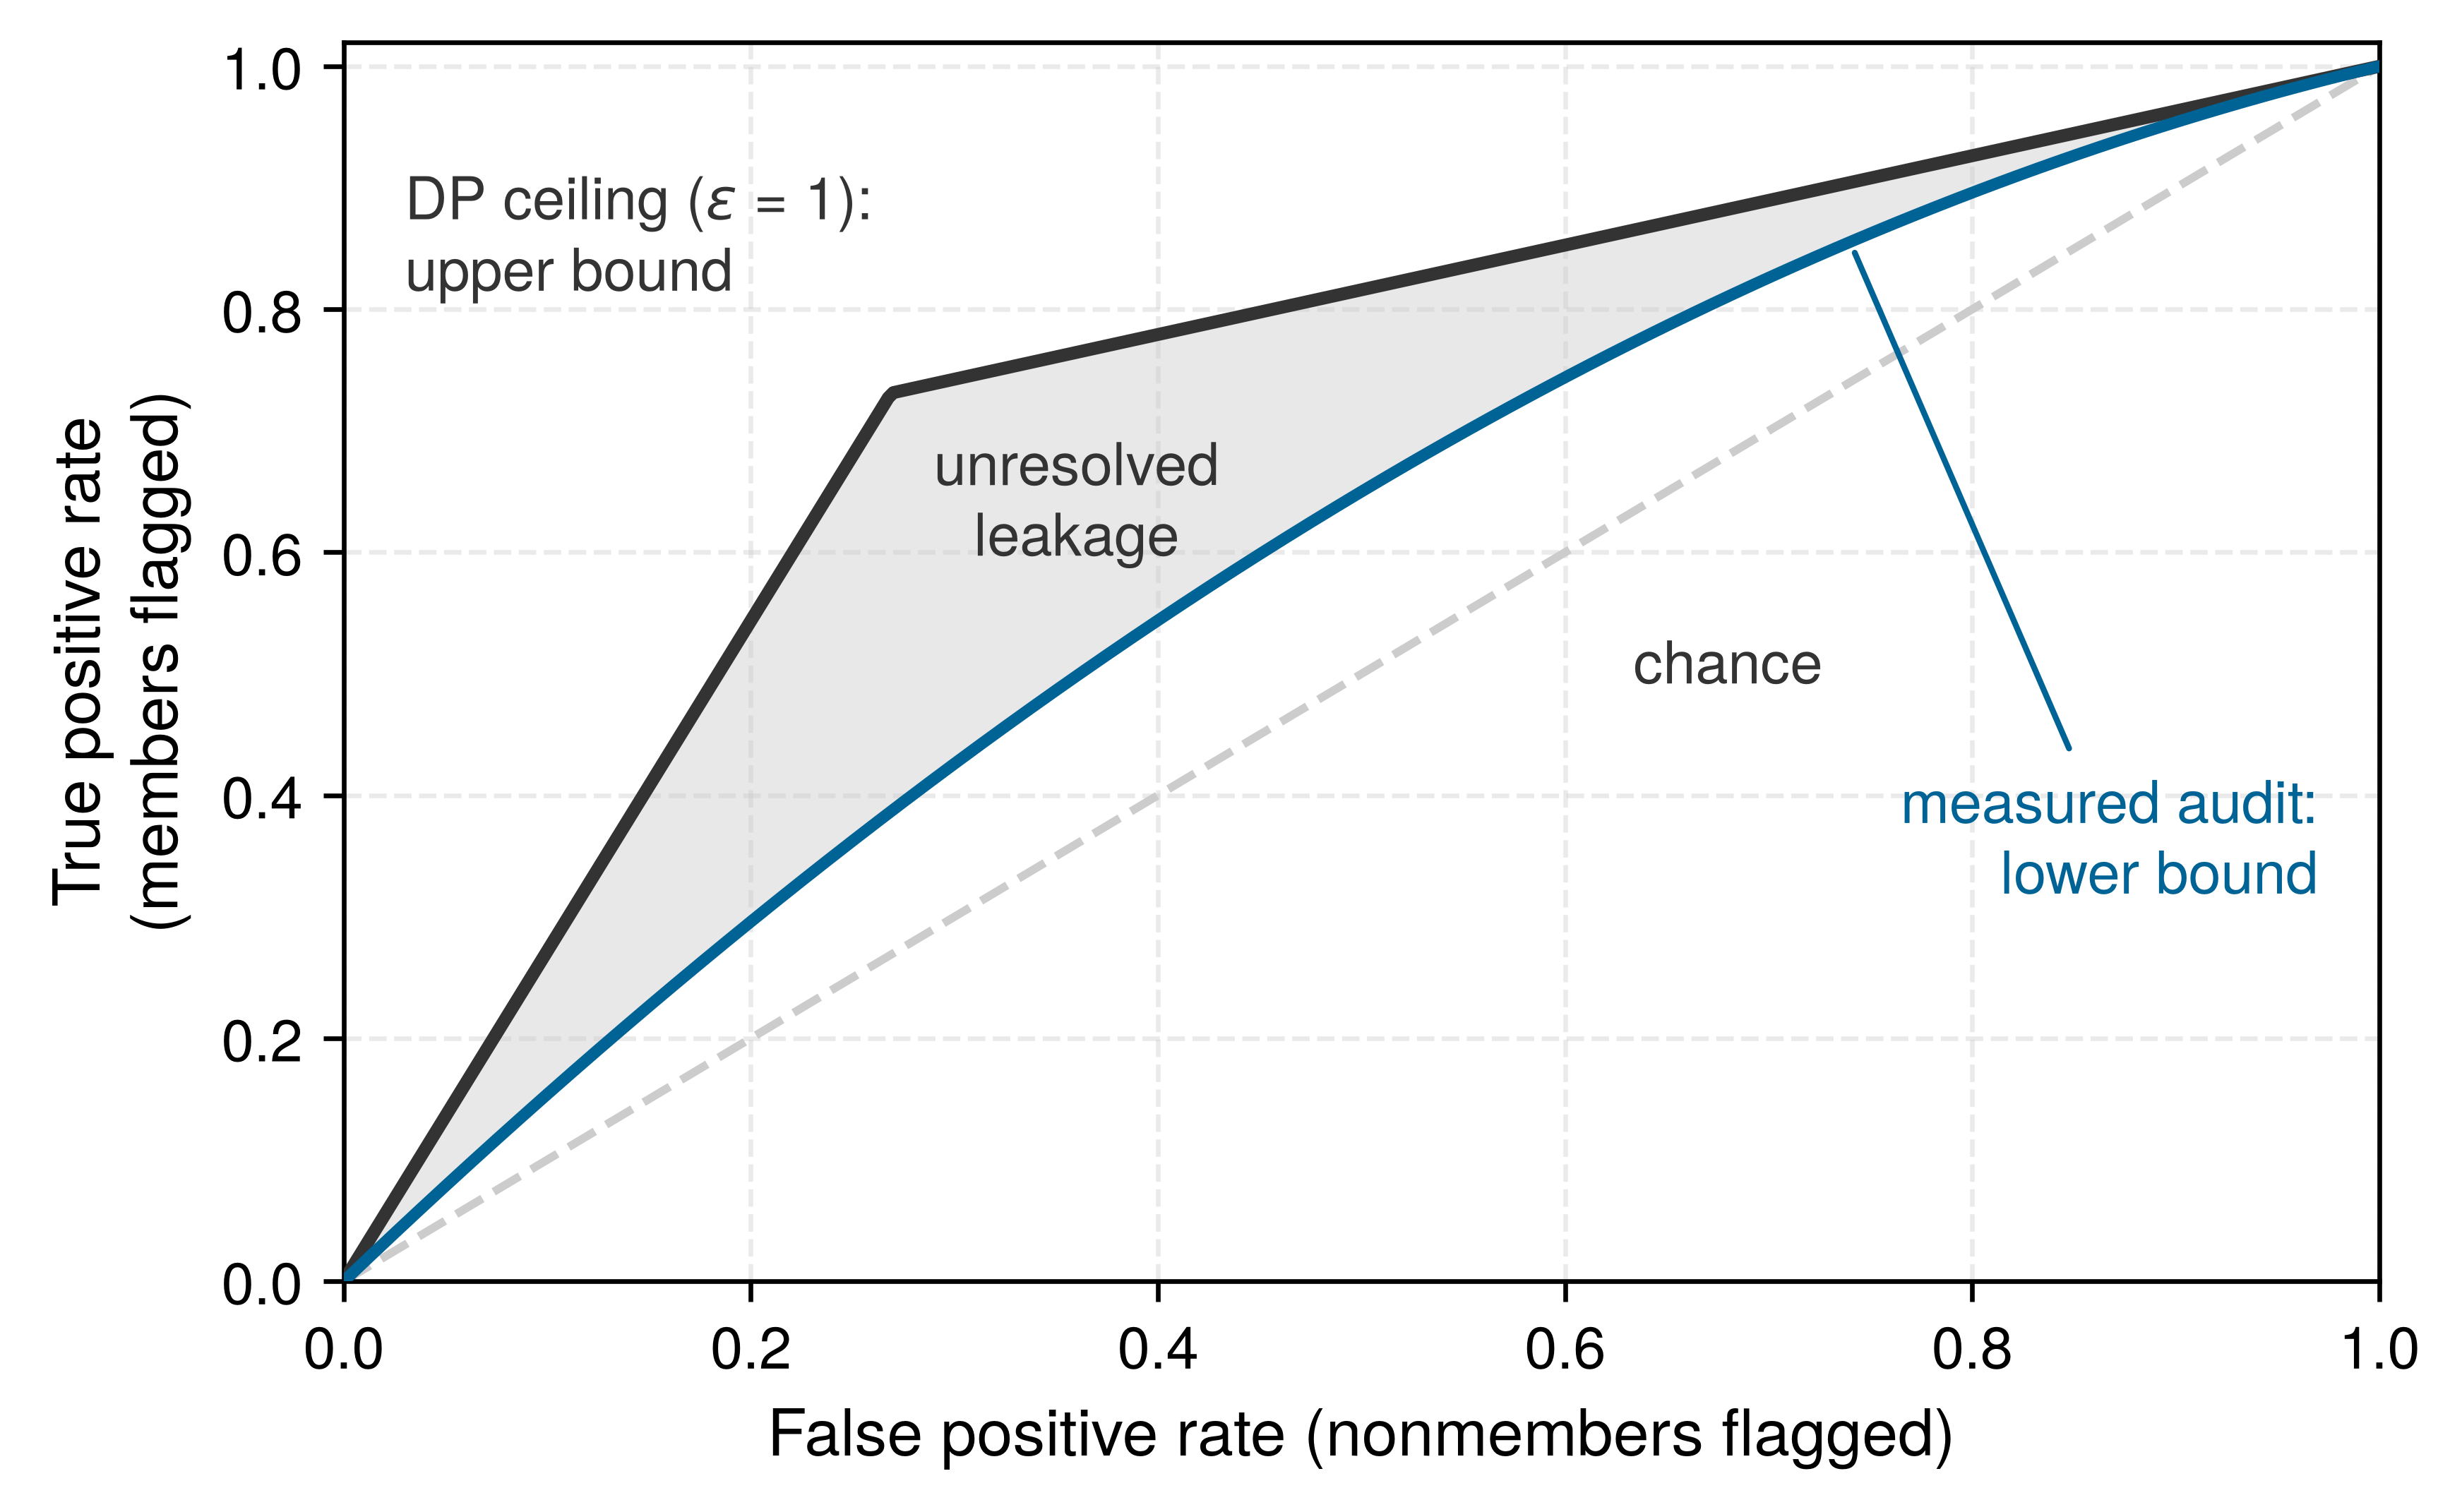 1.0
0.8
0.6
0.4
0.2
0.0
True positive rate
(members flagged)
DP ceiling (ε = 1):
upper bound
unresolved
leakage
chance
measured audit:
lower bound
0.0 0.2 0.4 0.6 0.8 1.0
False positive rate (nonmembers flagged)